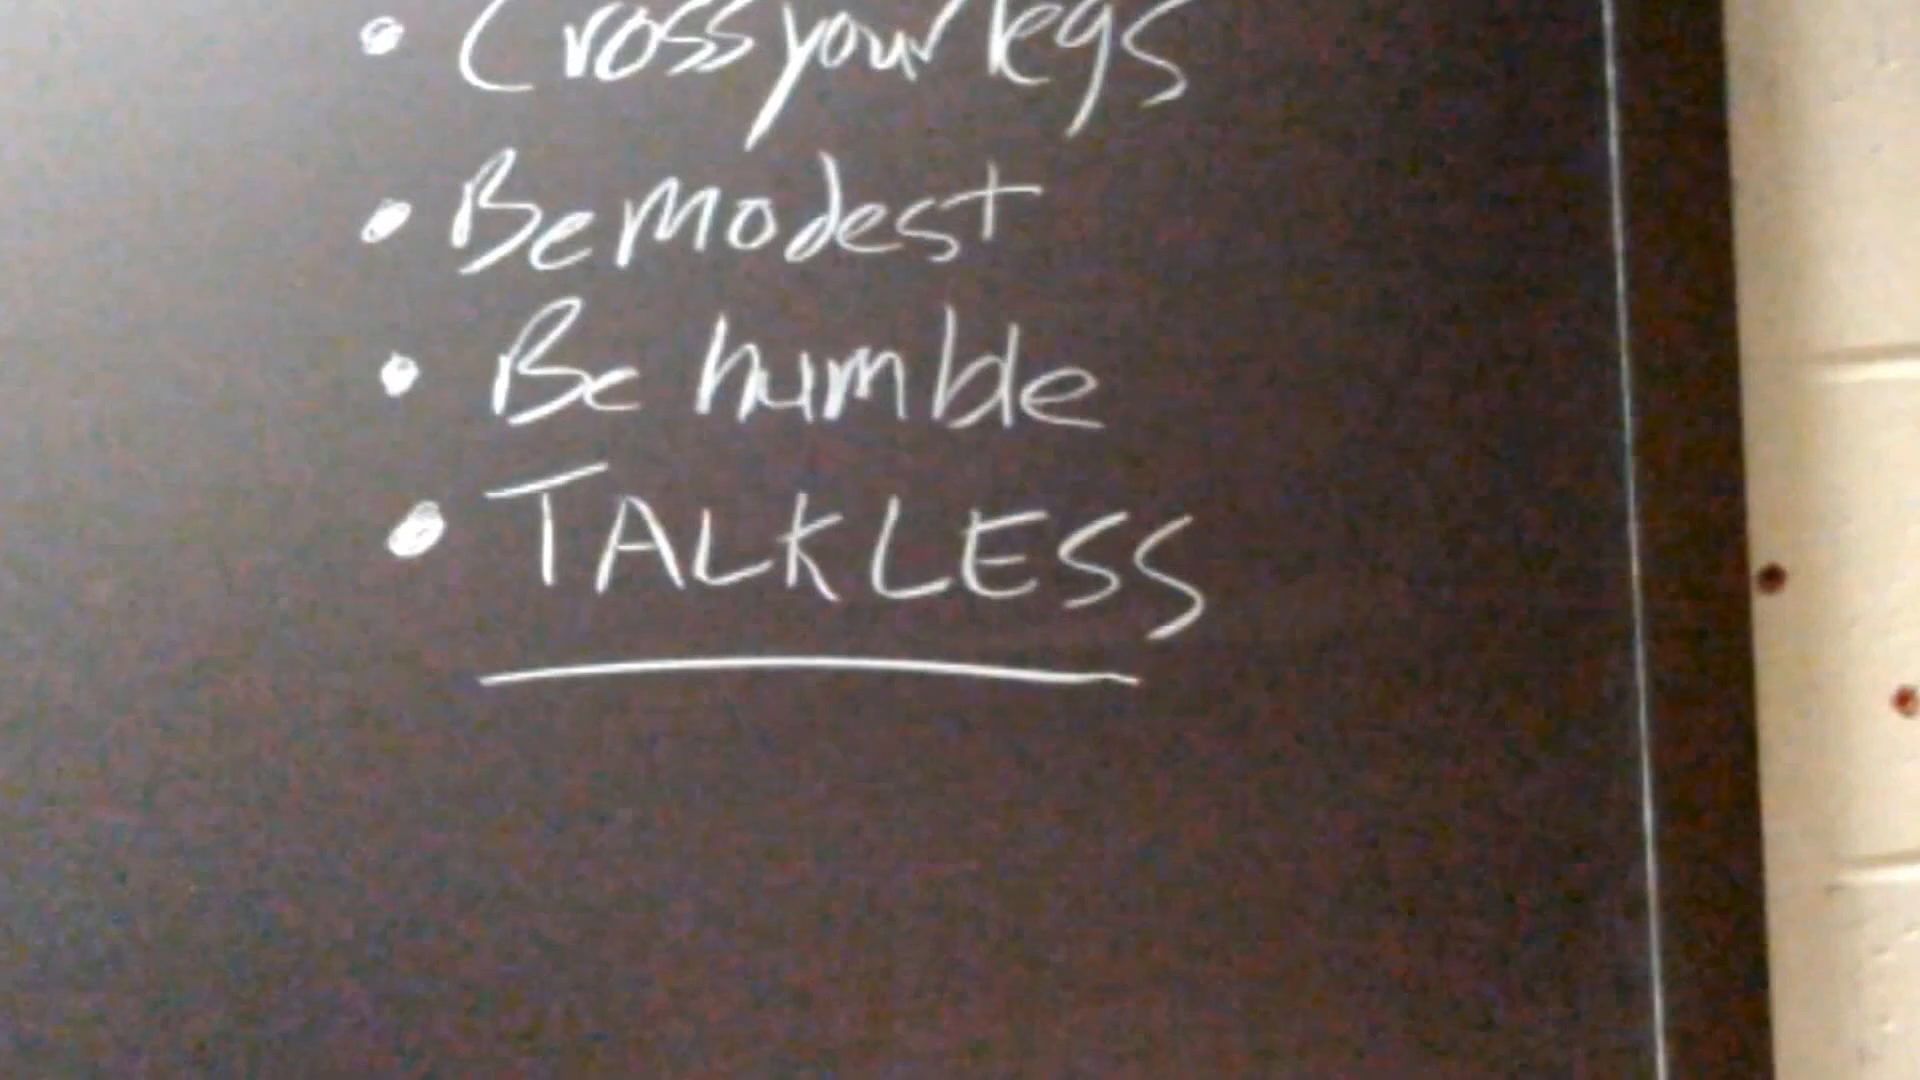 • Cross your legs
• Be modest
• Be humble
• TALK LESS